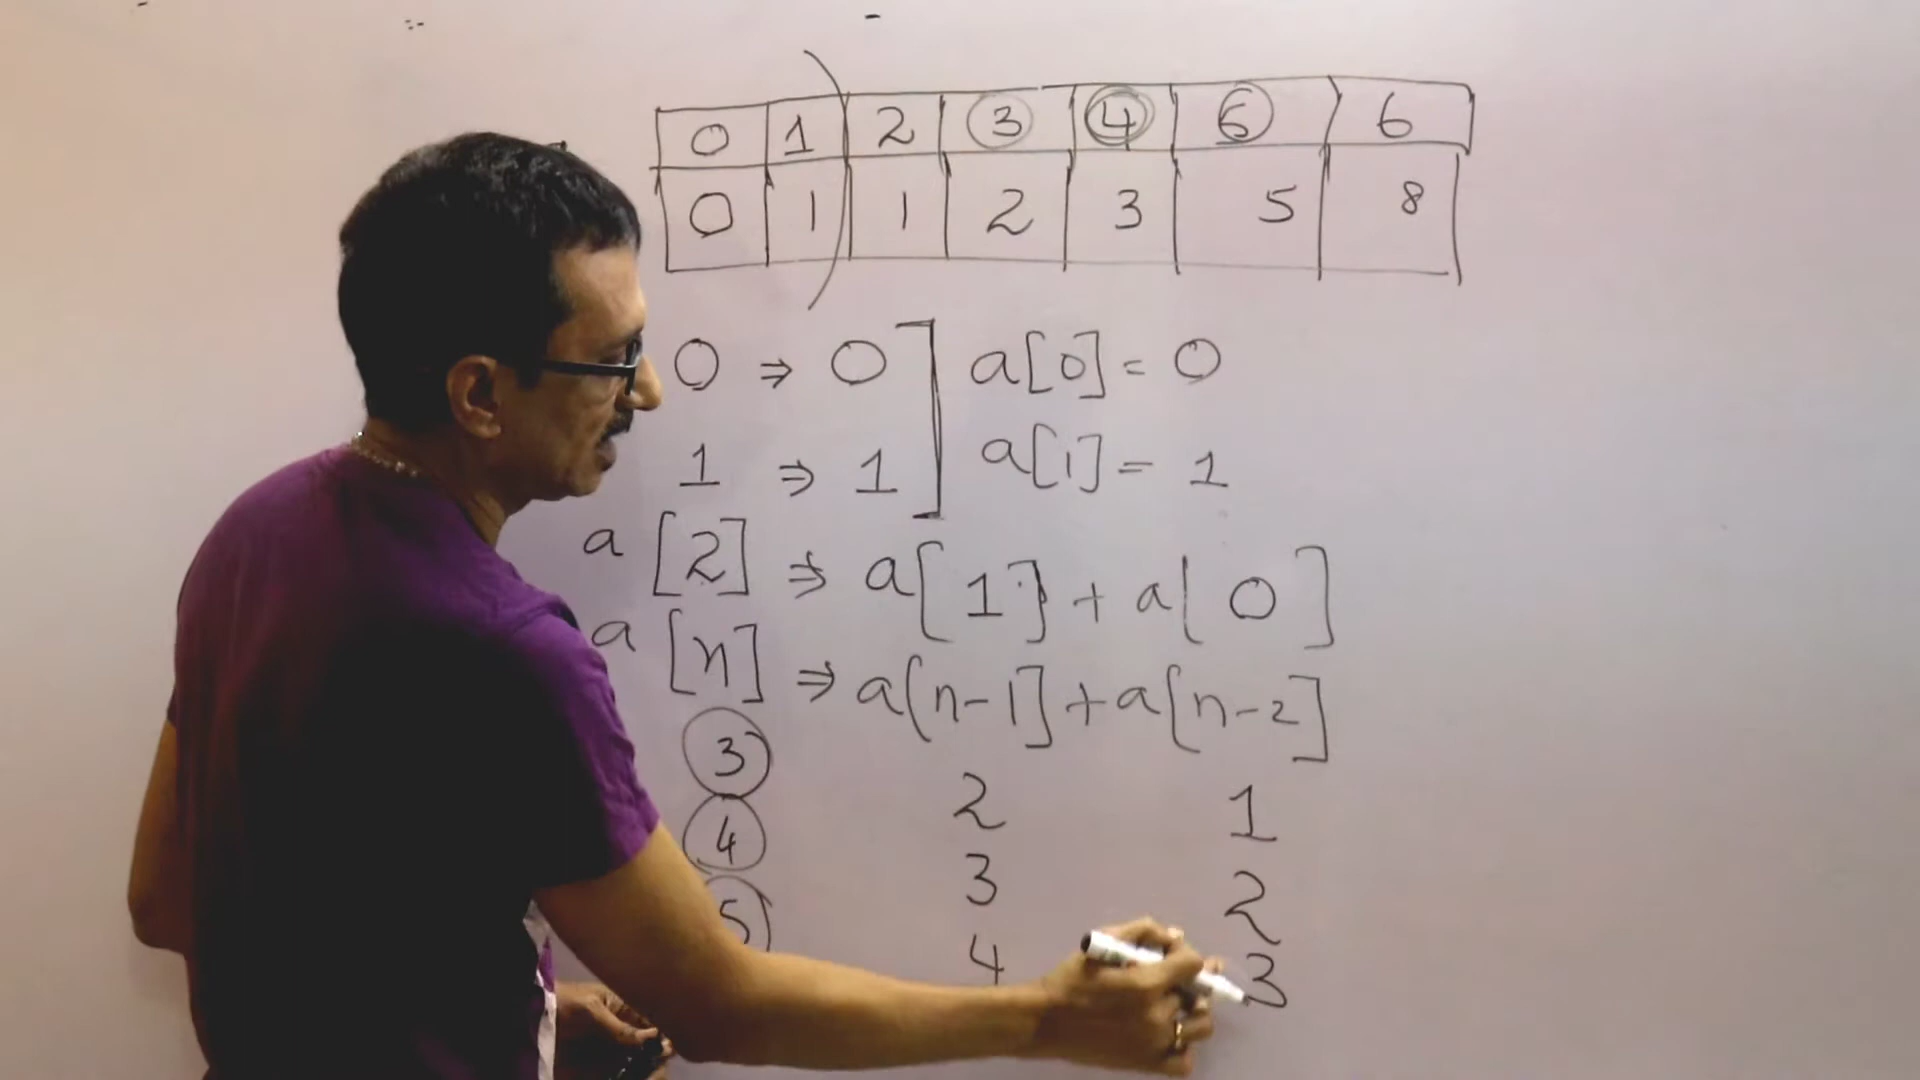 0 1 2 3 4 5 6
0 1 1 2 3 5 8
0 ⇒ 0 ] a[0] = 0
1 ⇒ 1 ] a[1] = 1
a[2] ⇒ a[1] + a[0]
a[n] ⇒ a[n-1] + a[n-2]
3 2 1
4 3 2
5 4 3